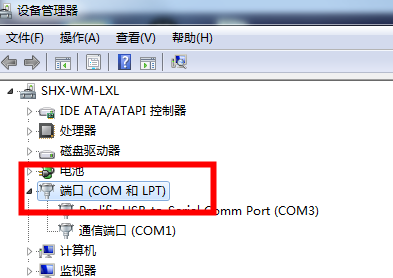 设备管理器
文件(F) 操作(A) 查看(V) 帮助(H)
SHX-WM-LXL
IDE ATA/ATAPI 控制器
处理器
磁盘驱动器
电池
端口 (COM 和 LPT)
Prolific USB-to-Serial Comm Port (COM3)
通信端口 (COM1)
计算机
监视器